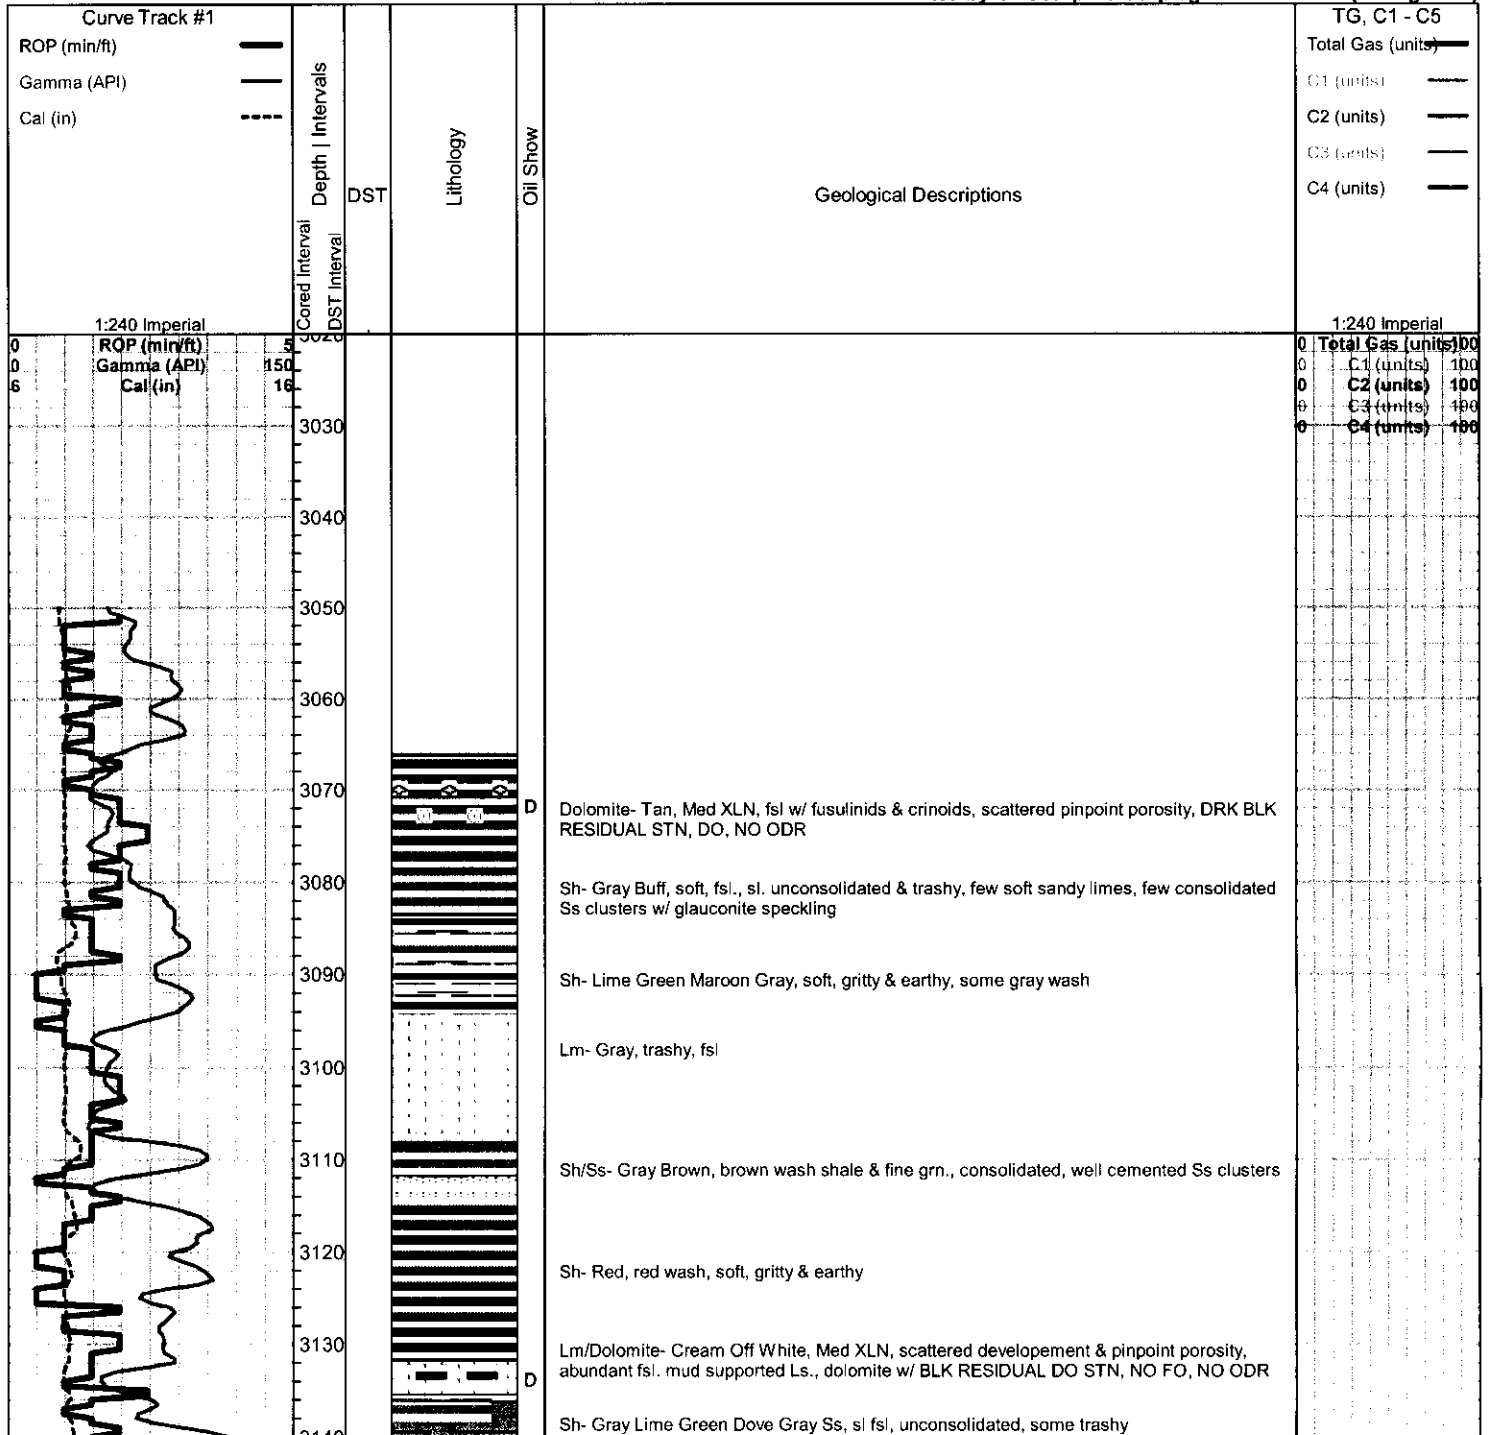 Curve Track #1
ROP (min/ft)
Gamma (API)
Cal (in)
1:240 Imperial
Depth | Intervals
Cored Interval
DST Interval
DST
Lithology
Oil Show
Geological Descriptions
TG, C1 - C5
Total Gas (units)
C1 (units)
C2 (units)
C3 (units)
C4 (units)
1:240 Imperial
0 ROP (min/ft) 5
0 Gamma (API) 150
6 Cal (in) 16
0 Total Gas (units) 100
0 C1 (units) 100
0 C2 (units) 100
0 C3 (units) 100
0 C4 (units) 100
3020
3030
3040
3050
3060
3070
D
Dolomite- Tan, Med XLN, fsl w/ fusulinids & crinoids, scattered pinpoint porosity, DRK BLK
RESIDUAL STN, DO, NO ODR
3080
Sh- Gray Buff, soft, fsl., sl. unconsolidated & trashy, few soft sandy limes, few consolidated
Ss clusters w/ glauconite speckling
3090
Sh- Lime Green Maroon Gray, soft, gritty & earthy, some gray wash
Lm- Gray, trashy, fsl
3100
3110
Sh/Ss- Gray Brown, brown wash shale & fine grn., consolidated, well cemented Ss clusters
3120
Sh- Red, red wash, soft, gritty & earthy
3130
Lm/Dolomite- Cream Off White, Med XLN, scattered developement & pinpoint porosity,
abundant fsl. mud supported Ls., dolomite w/ BLK RESIDUAL DO STN, NO FO, NO ODR
D
Sh- Gray Lime Green Dove Gray Ss, sl fsl, unconsolidated, some trashy
3140